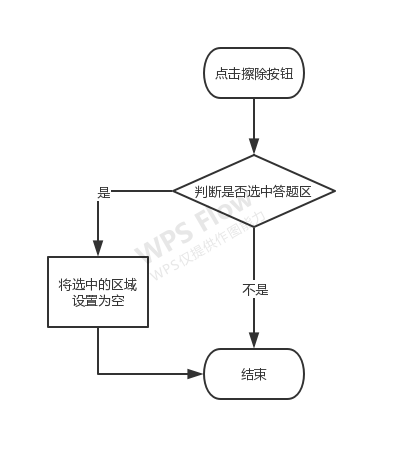 点击擦除按钮
判断是否选中答题区
是
WPS Flow
WPS仅提供作图能力
将选中的区域
设置为空
不是
结束